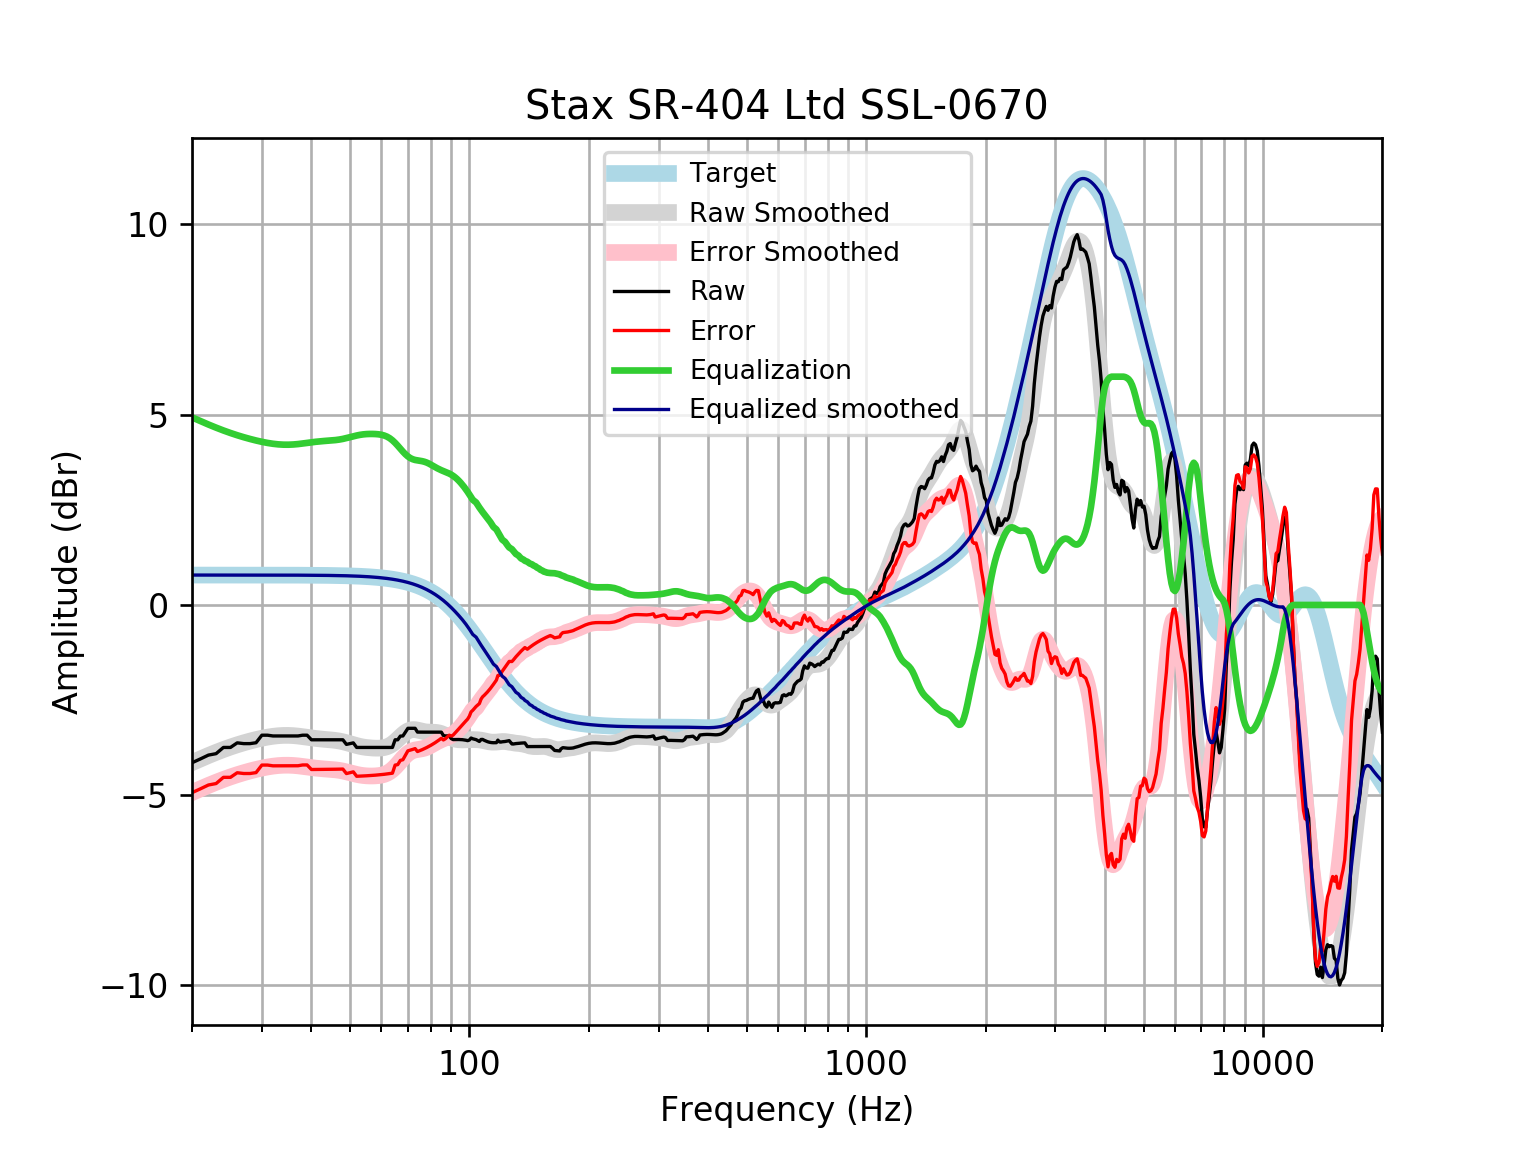 Stax SR-404 Ltd SSL-0670
Target
Raw Smoothed
Error Smoothed
Raw
Error
Equalization
Equalized smoothed
10
5
0
−5
−10
Amplitude (dBr)
100
1000
10000
Frequency (Hz)